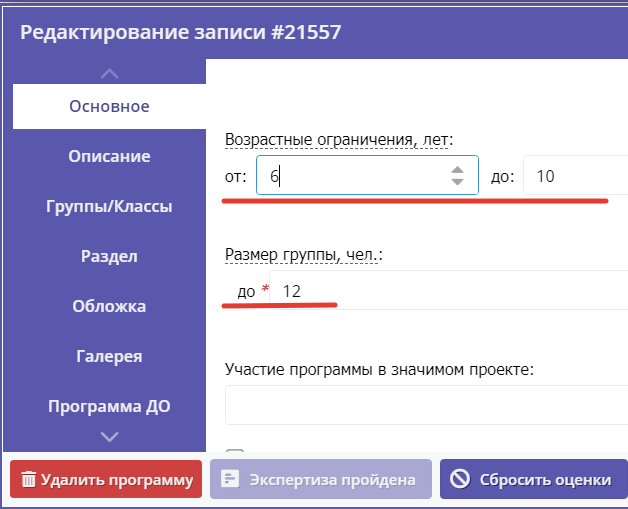 Редактирование записи #21557
Основное
Описание
Группы/Классы
Раздел
Обложка
Галерея
Программа ДО
Возрастные ограничения, лет:
от: 6 до: 10
Размер группы, чел.:
до * 12
Участие программы в значимом проекте:
Удалить программу Экспертиза пройдена Сбросить оценки